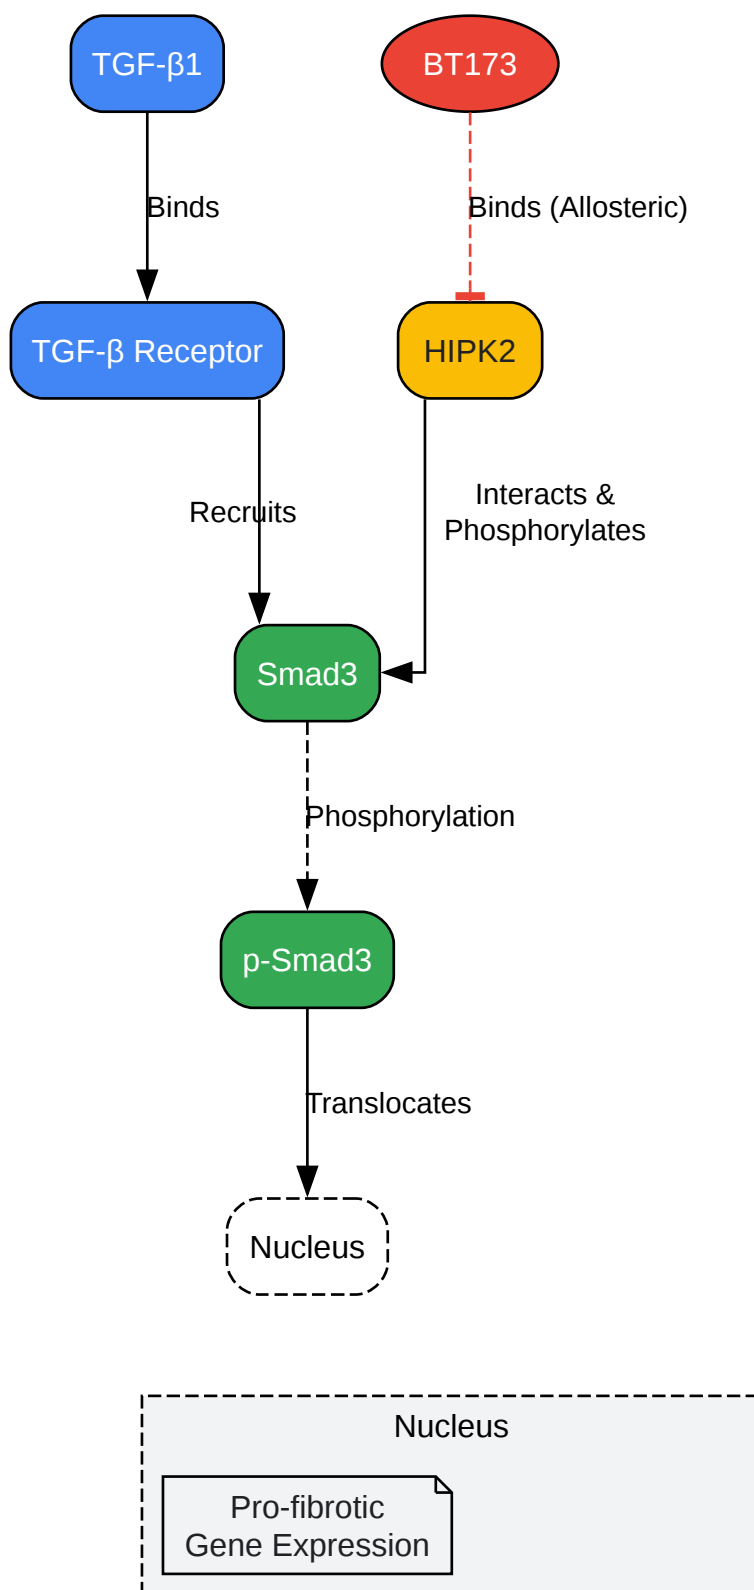 TGF-β1
BT173
Binds
Binds (Allosteric)
TGF-β Receptor
HIPK2
Recruits
Interacts &
Phosphorylates
Smad3
Phosphorylation
p-Smad3
Translocates
Nucleus
Nucleus
Pro-fibrotic
Gene Expression